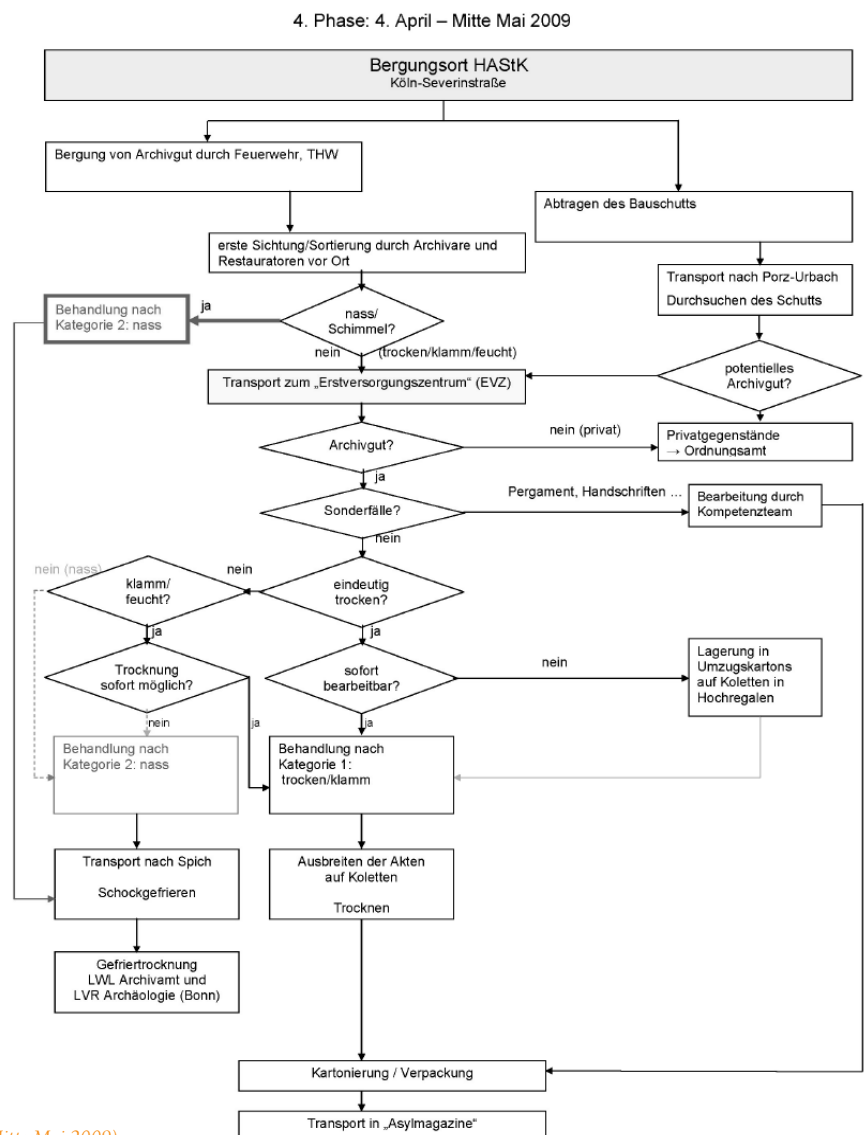 4. Phase: 4. April – Mitte Mai 2009
Bergungsort HAStK
Köln-Severinstraße
Bergung von Archivgut durch Feuerwehr, THW
Abtragen des Bauschutts
erste Sichtung/Sortierung durch Archivare und
Restauratoren vor Ort
Transport nach Porz-Urbach
Durchsuchen des Schutts
Behandlung nach
Kategorie 2: nass
ja
nass/
Schimmel?
nein
(trocken/klamm/feucht)
potentielles
Archivgut?
Transport zum „Erstversorgungszentrum“ (EVZ)
Archivgut?
nein (privat)
Privatgegenstände
→ Ordnungsamt
ja
Sonderfälle?
Pergament, Handschriften ...
Bearbeitung durch
Kompetenzteam
nein
nein (nass)
klamm/
feucht?
nein
eindeutig
trocken?
ja
ja
Trocknung
sofort möglich?
sofort
bearbeitbar?
nein
Lagerung in
Umzugskartons
auf Koletten in
Hochregalen
nein
ja
ja
Behandlung nach
Kategorie 2: nass
Behandlung nach
Kategorie 1:
trocken/klamm
Transport nach Spich
Schockgefrieren
Ausbreiten der Akten
auf Koletten
Trocknen
Gefriertrocknung
LWL Archivamt und
LVR Archäologie (Bonn)
Kartonierung / Verpackung
Transport in „Asylmagazine“
Mitte Mai 2009)